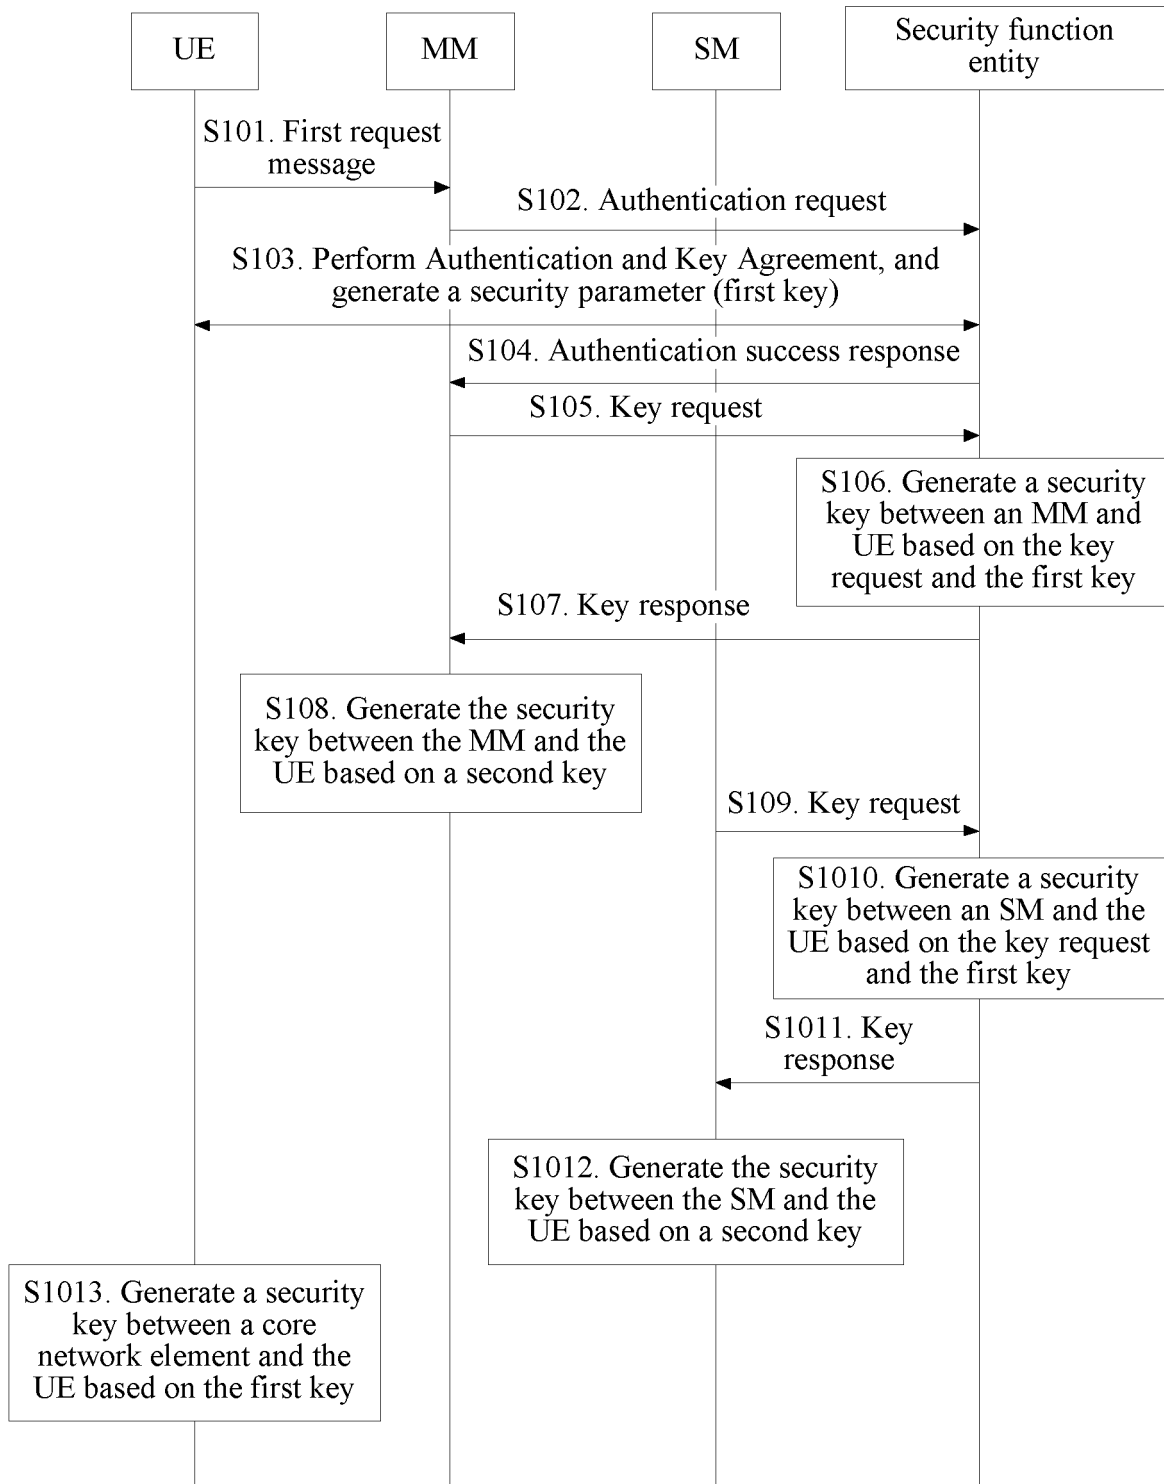 UE
MM
SM
Security function
entity
S101. First request
message
S102. Authentication request
S103. Perform Authentication and Key Agreement, and
generate a security parameter (first key)
S104. Authentication success response
S105. Key request
S106. Generate a security
key between an MM and
UE based on the key
request and the first key
S107. Key response
S108. Generate the security
key between the MM and the
UE based on a second key
S109. Key request
S1010. Generate a security
key between an SM and the
UE based on the key request
and the first key
S1011. Key
response
S1012. Generate the security
key between the SM and the
UE based on a second key
S1013. Generate a security
key between a core
network element and the
UE based on the first key